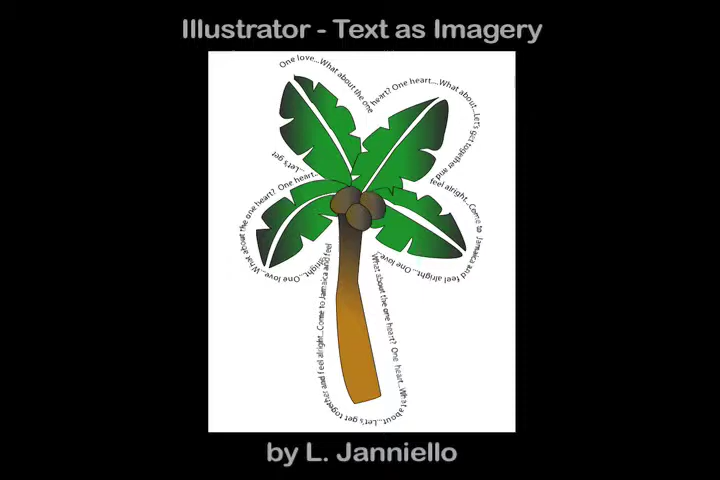 Illustrator - Text as Imagery
One love...What about the one heart? One heart....What about...Let's get together and feel alright...Come to Jamaica and feel alright...One love...
What about the one heart? One heart...What about...Let's get together and feel alright...Come to Jamaica and feel
alright...One love...What about the one heart? One heart...
...Let's get
by L. Janniello